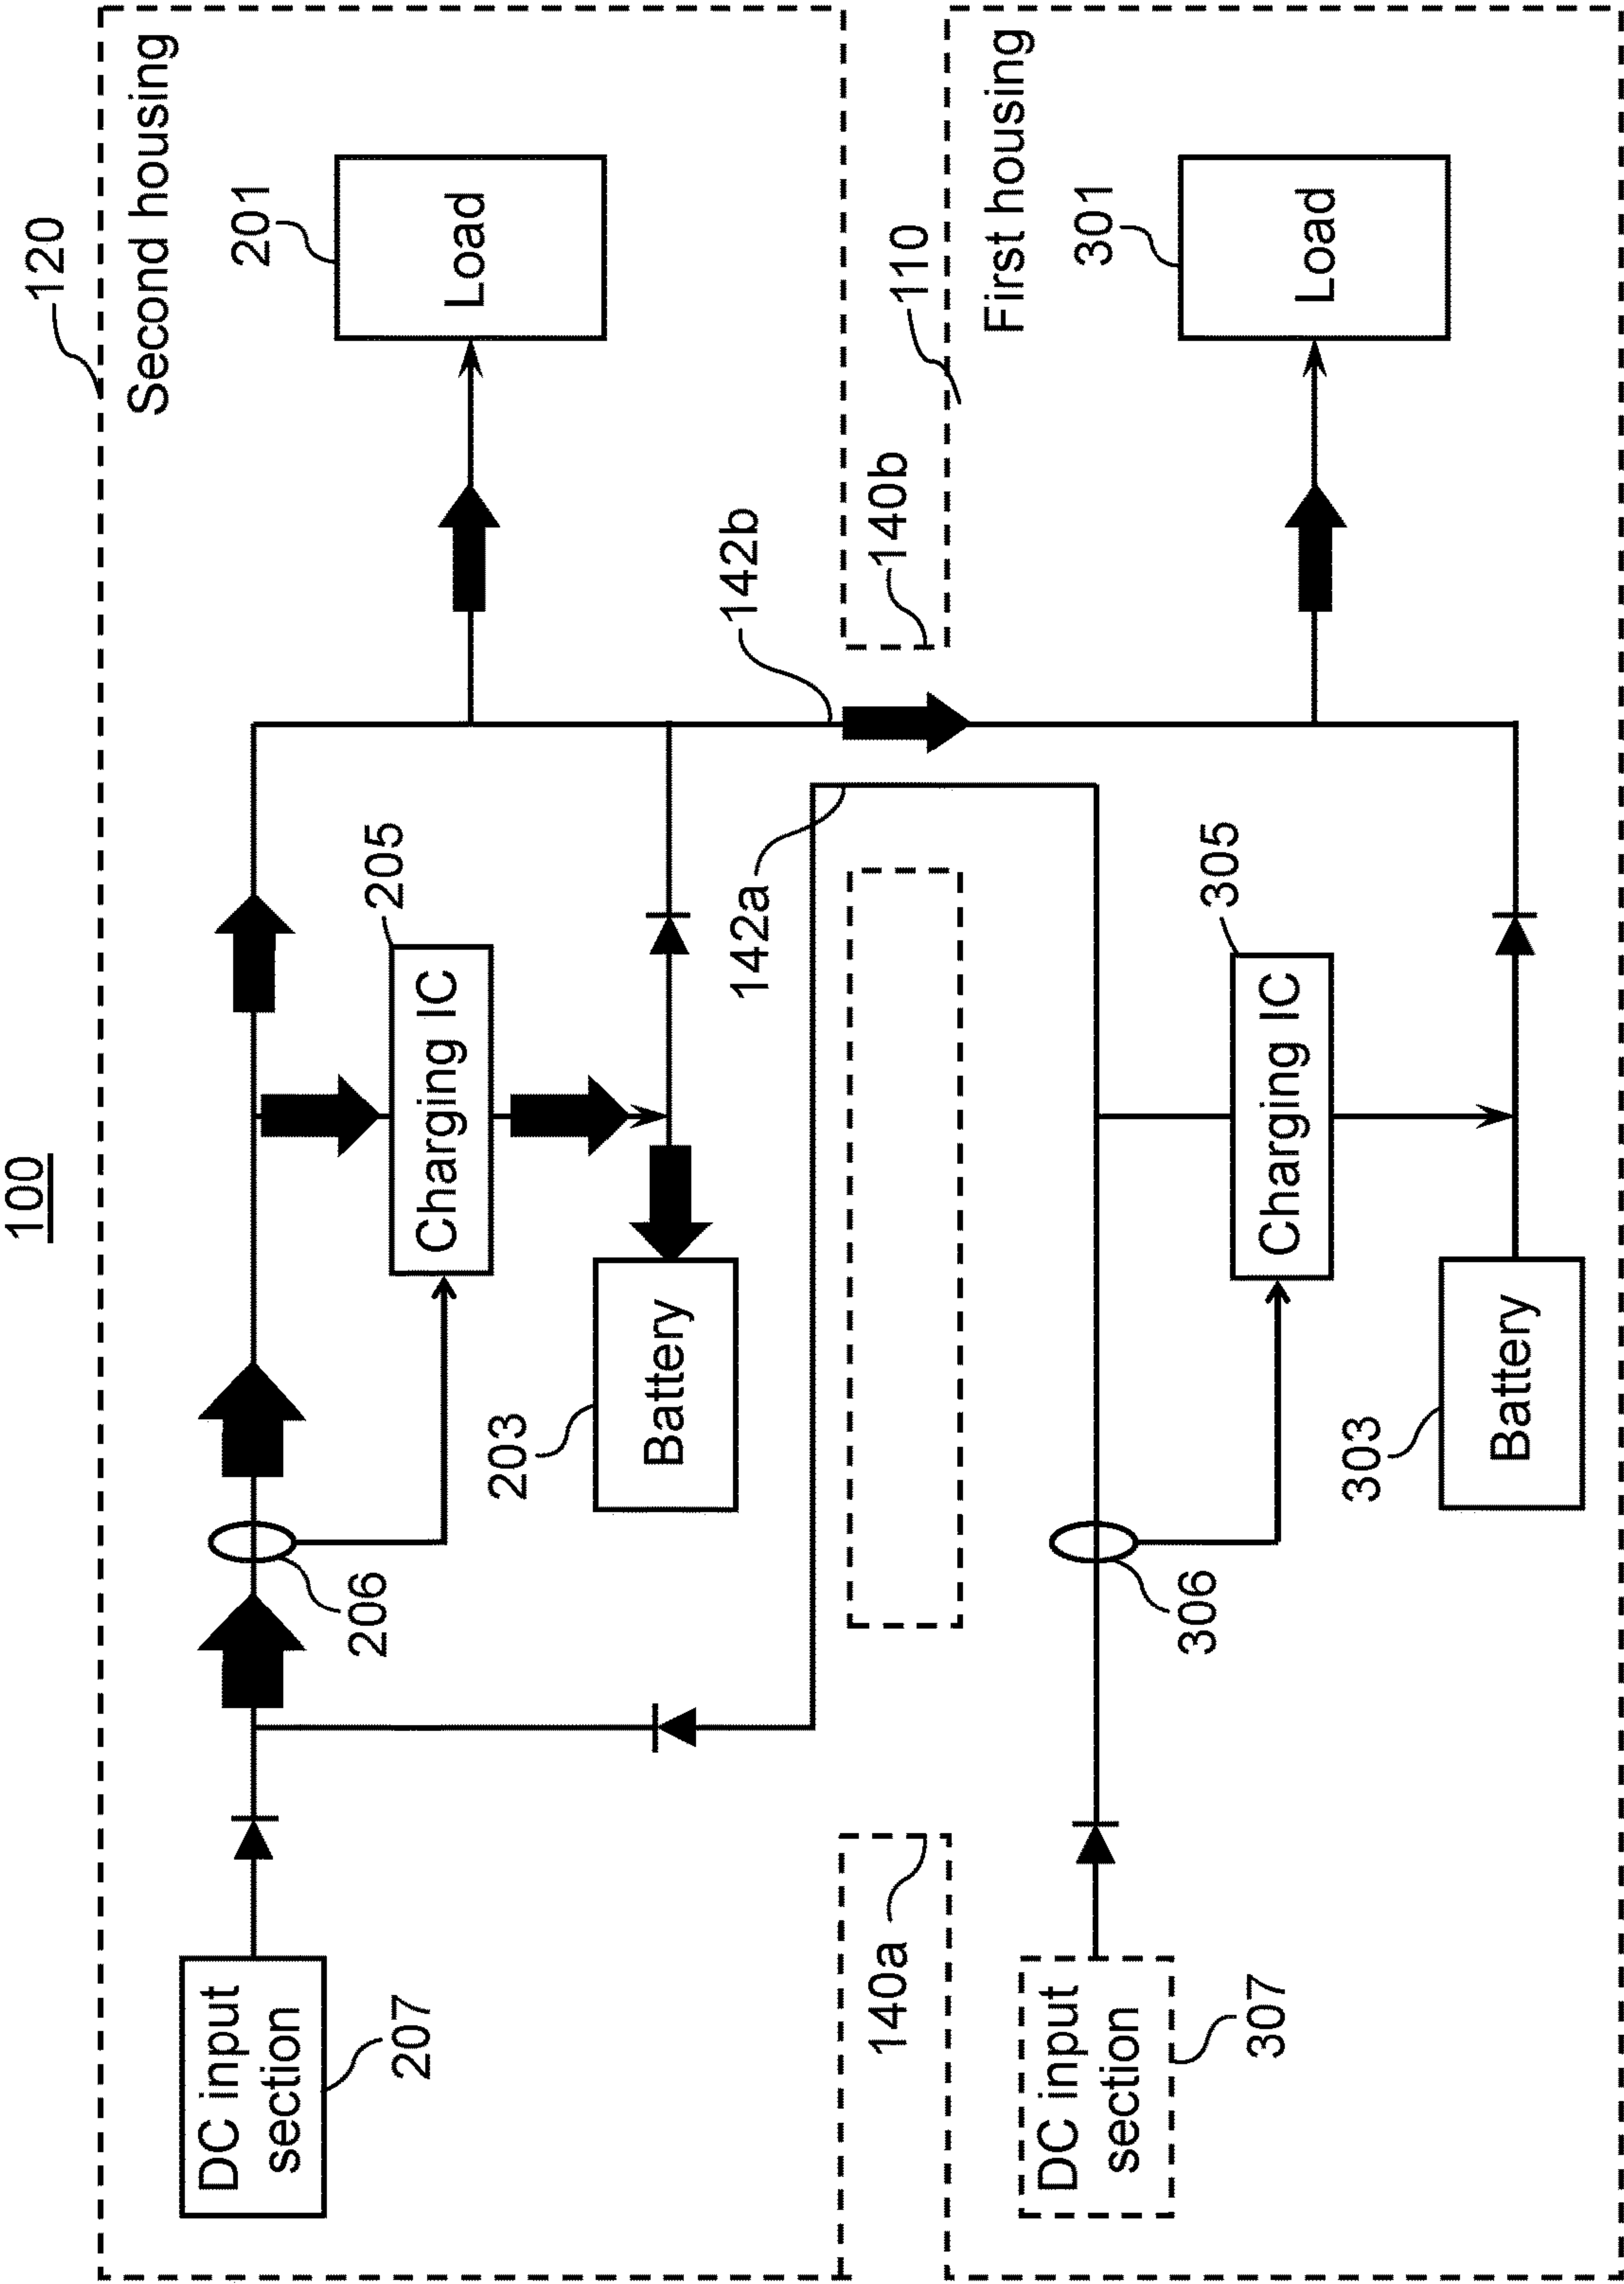 100
120
Second housing
DC input
section
207
206
Charging IC
205
Battery
203
Load
201
142a
142b
140a
140b
110
First housing
DC input
section
307
306
Charging IC
305
Battery
303
Load
301